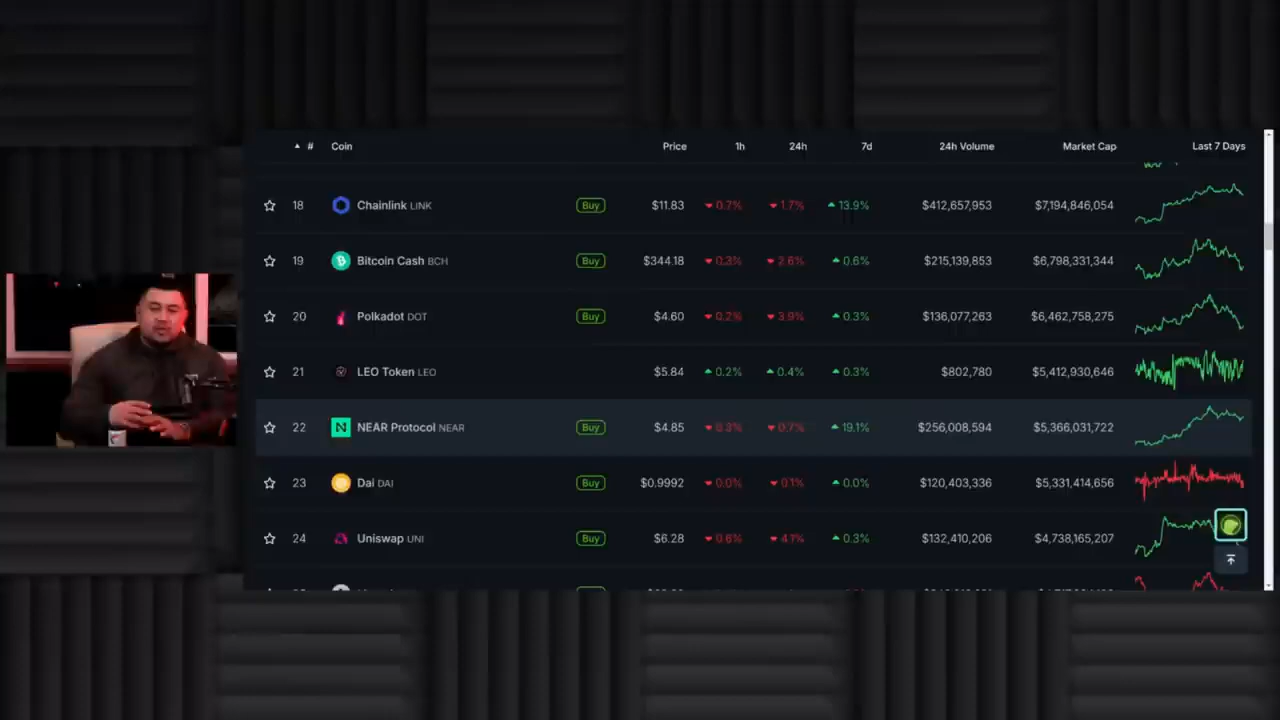 # Coin Price 1h 24h 7d 24h Volume Market Cap Last 7 Days
18 Chainlink LINK Buy $11.83 0.7% 1.7% 13.9% $412,657,953 $7,194,846,054
19 Bitcoin Cash BCH Buy $344.18 0.3% 2.6% 0.6% $215,139,853 $6,798,331,344
20 Polkadot DOT Buy $4.60 0.2% 3.9% 0.3% $136,077,263 $6,462,758,275
21 LEO Token LEO $5.84 0.2% 0.4% 0.3% $802,780 $5,412,930,646
22 NEAR Protocol NEAR Buy $4.85 0.7% 19.1% $256,008,594 $5,366,031,722
23 Dai DAI Buy $0.9992 0.0% 0.1% 0.0% $120,403,336 $5,331,414,656
24 Uniswap UNI Buy $6.28 0.6% 4.1% 0.3% $132,410,206 $4,738,165,207